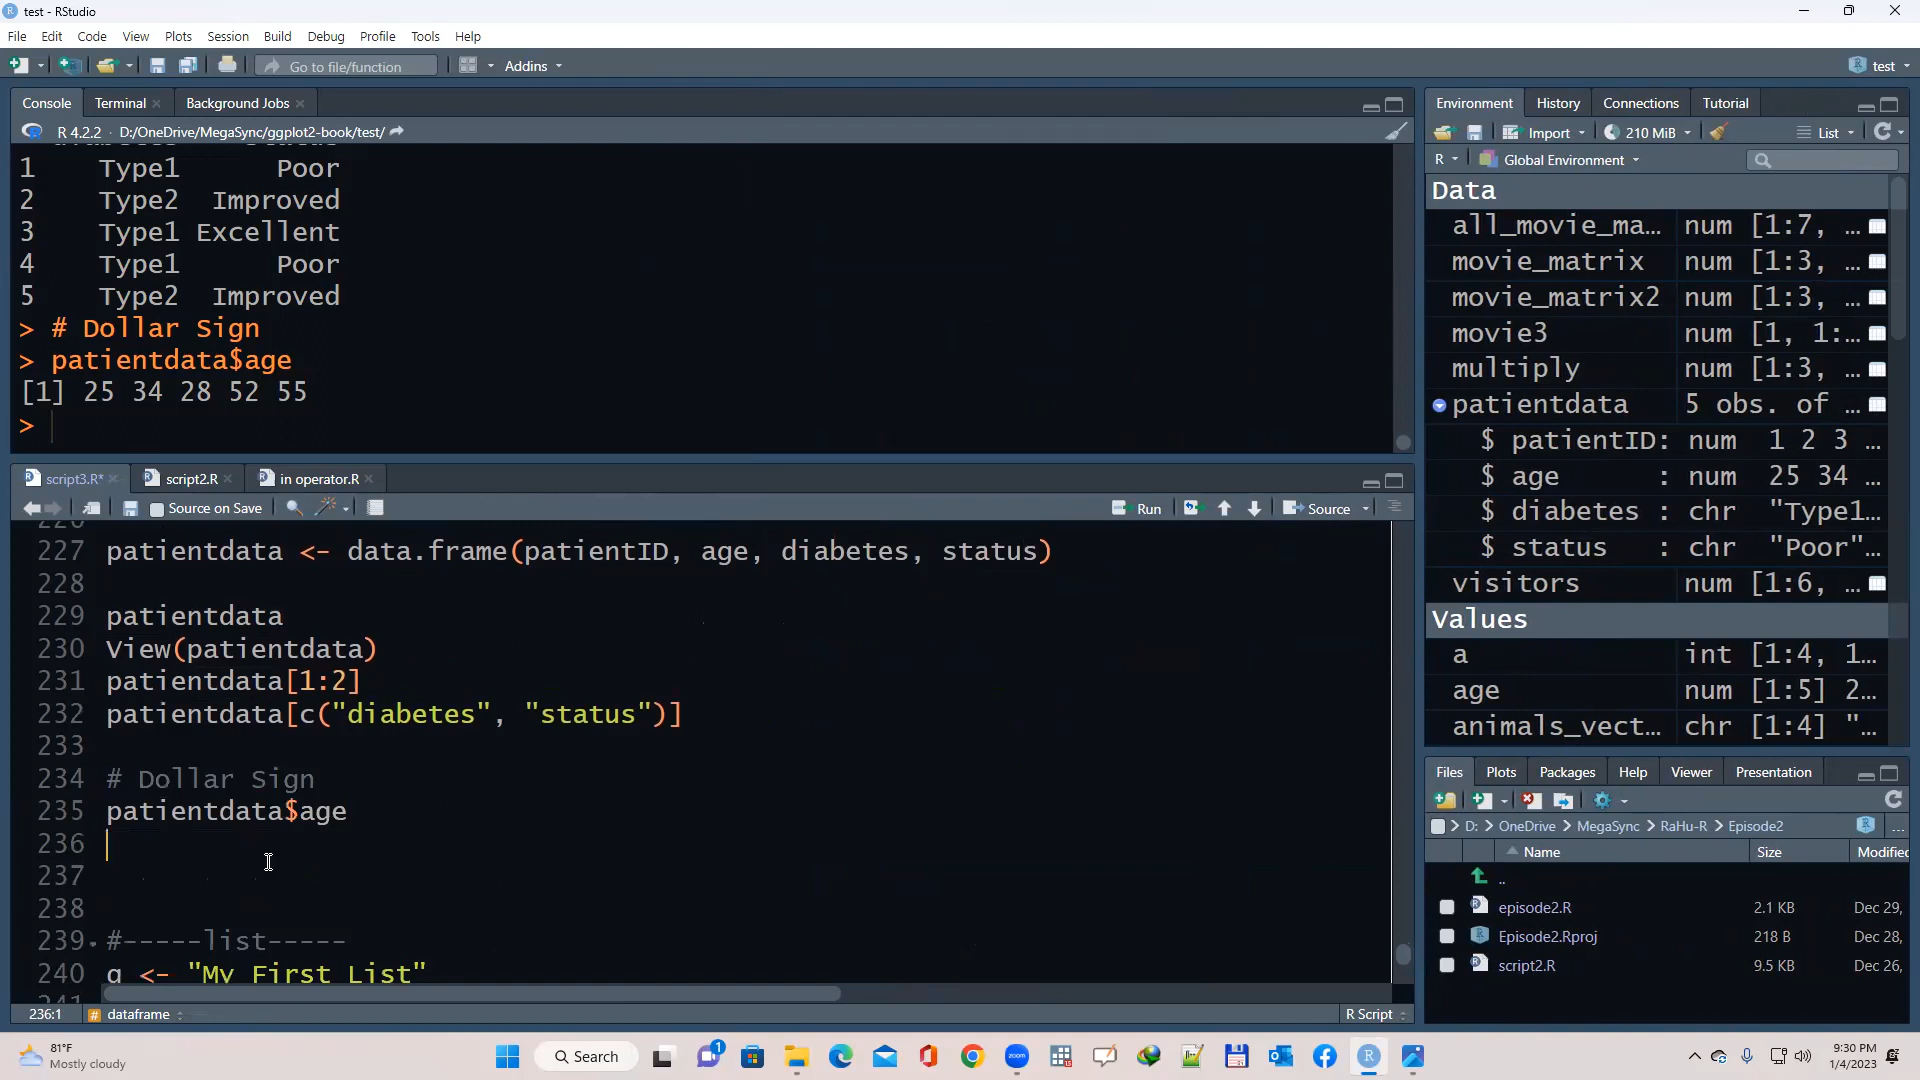 test - RStudio
File Edit Code View Plots Session Build Debug Profile Tools Help
Go to file/function Addins test
Console Terminal Background Jobs
R 4.2.2 · D:/OneDrive/MegaSync/ggplot2-book/test/
1 Type1 Poor
2 Type2 Improved
3 Type1 Excellent
4 Type1 Poor
5 Type2 Improved
> # Dollar Sign
> patientdata$age
[1] 25 34 28 52 55
>
script3.R* script2.R in operator.R
Source on Save Run Source
227 patientdata <- data.frame(patientID, age, diabetes, status)
228
229 patientdata
230 View(patientdata)
231 patientdata[1:2]
232 patientdata[c("diabetes", "status")]
233
234 # Dollar Sign
235 patientdata$age
236
237
238
239 #-----list-----
240 g <- "My First List"
236:1 # dataframe R Script
Environment History Connections Tutorial
Import 210 MiB List
R Global Environment
Data
all_movie_ma… num [1:7, …
movie_matrix num [1:3, …
movie_matrix2 num [1:3, …
movie3 num [1, 1:…
multiply num [1:3, …
patientdata 5 obs. of …
$ patientID: num 1 2 3 …
$ age : num 25 34 …
$ diabetes : chr "Type1…
$ status : chr "Poor"…
visitors num [1:6, …
Values
a int [1:4, 1…
age num [1:5] 2…
animals_vect… chr [1:4] "…
Files Plots Packages Help Viewer Presentation
D: > OneDrive > MegaSync > RaHu-R > Episode2 ...
Name Size Modified
..
episode2.R 2.1 KB Dec 29,
Episode2.Rproj 218 B Dec 28,
script2.R 9.5 KB Dec 26,
81°F
Mostly cloudy
Search
1
zoom
9:30 PM
1/4/2023